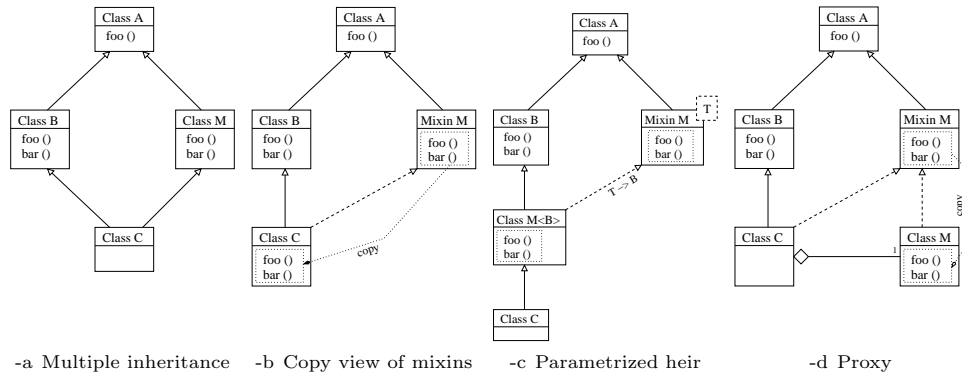 Class A
foo ()
Class B
foo ()
bar ()
Class M
foo ()
bar ()
Class C
-a Multiple inheritance
Class A
foo ()
Class B
foo ()
bar ()
Mixin M
foo ()
bar ()
Class C
foo ()
bar ()
copy
-b Copy view of mixins
Class A
foo ()
Class B
foo ()
bar ()
T
Mixin M
foo ()
bar ()
T -> B
Class M<B>
foo ()
bar ()
Class C
-c Parametrized heir
Class A
foo ()
Class B
foo ()
bar ()
Mixin M
foo ()
bar ()
copy
Class C
1
Class M
foo ()
bar ()
-d Proxy